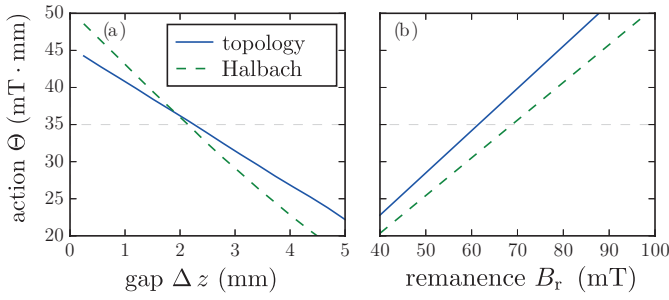 action Θ (mT · mm)
50
45
40
35
30
25
20
(a)
topology
Halbach
0 1 2 3 4 5
gap Δ z (mm)
(b)
40 50 60 70 80 90 100
remanence Br (mT)